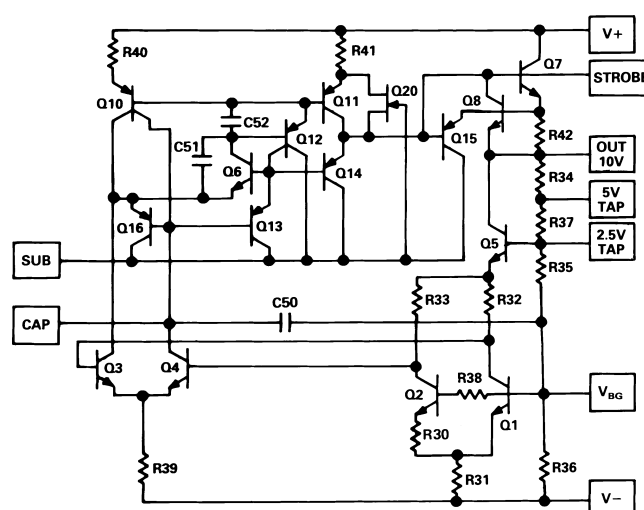 V+
R40
R41
Q7
STROBE
Q20
Q10
Q11
Q8
C52
Q12
Q15
R42
OUT
10V
C51
Q6
Q14
R34
5V
TAP
Q16
Q13
R37
Q5
2.5V
TAP
SUB
R35
R33
R32
C50
CAP
Q3
Q4
R38
Q2
Q1
VBG
R30
R39
R31
R36
V−